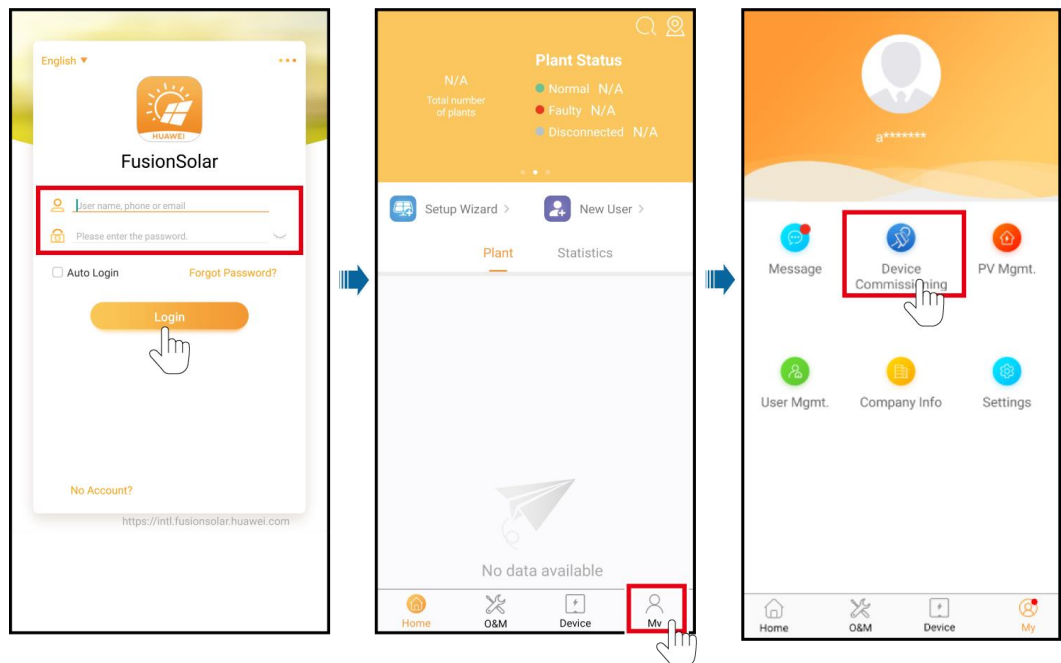 English ▼
HUAWEI
FusionSolar
User name, phone or email
Please enter the password.
Auto Login Forgot Password?
Login
No Account?
https://intl.fusionsolar.huawei.com
Plant Status
N/A
Total number
of plants
Normal N/A
Faulty N/A
Disconnected N/A
Setup Wizard > New User >
Plant Statistics
No data available
Home O&M Device My
a*******
Message Device
Commissioning PV Mgmt.
User Mgmt. Company Info Settings
Home O&M Device My